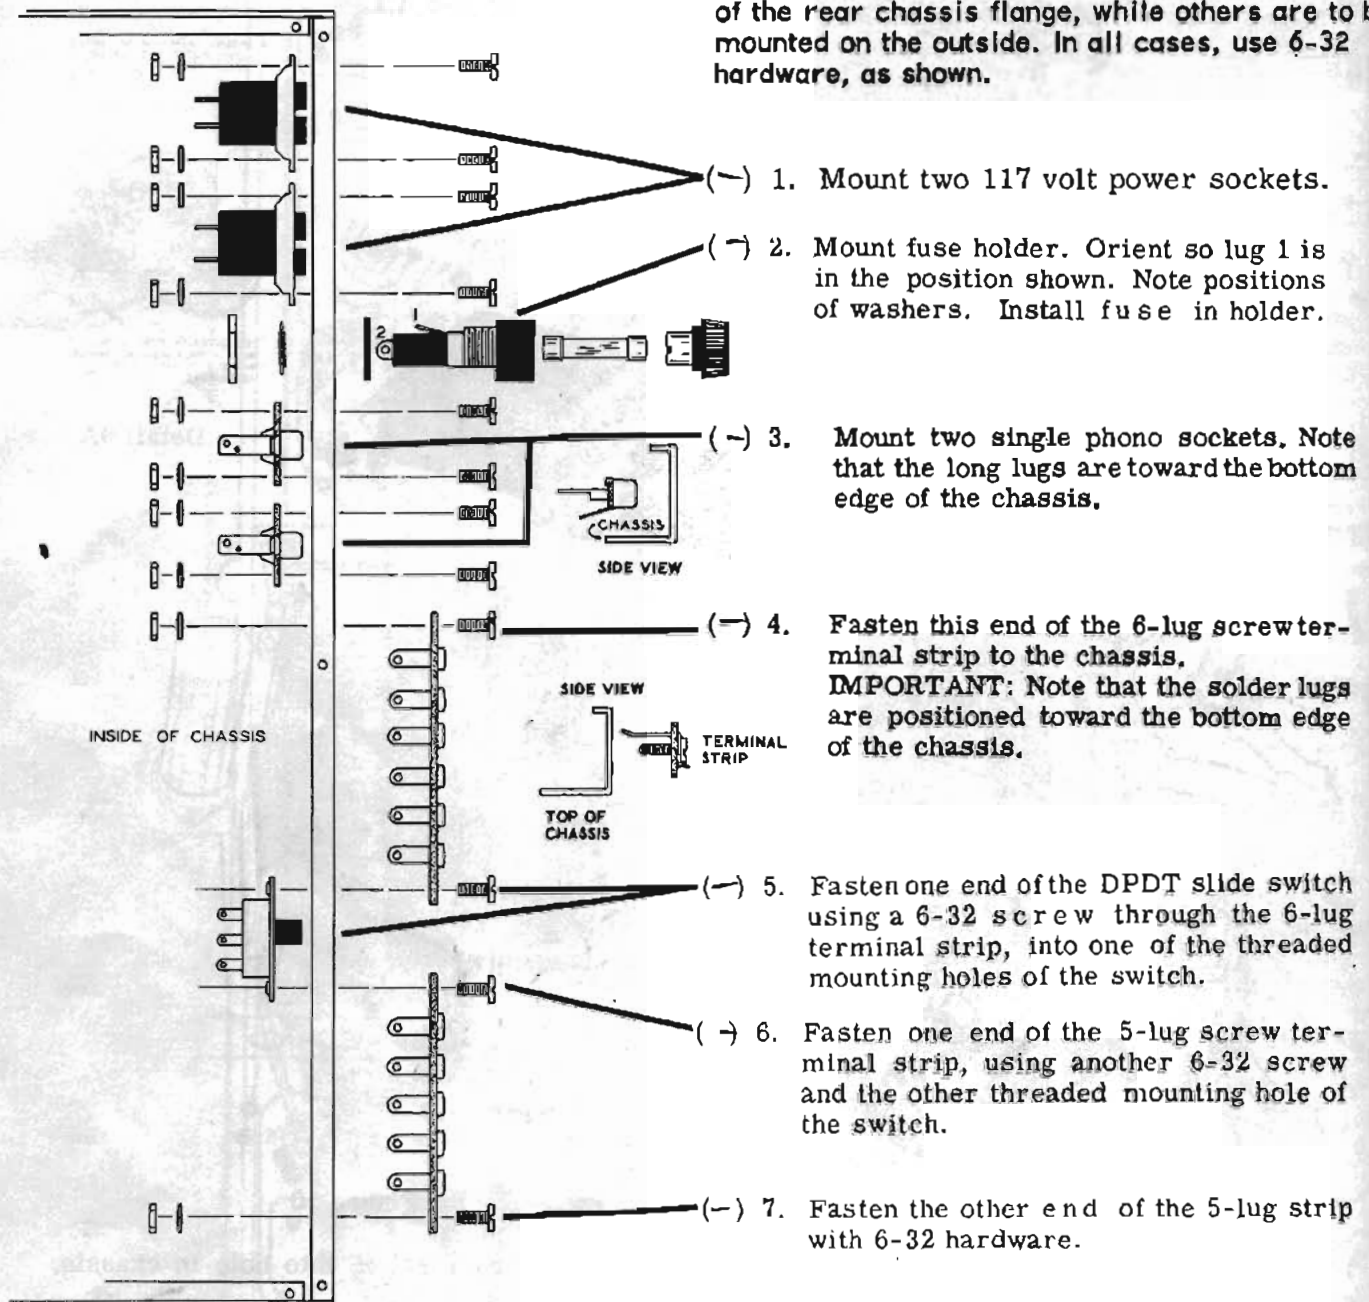 of the rear chassis flange, while others are to
mounted on the outside. In all cases, use 6-32
hardware, as shown.
(-) 1. Mount two 117 volt power sockets.
(-) 2. Mount fuse holder. Orient so lug 1 is
in the position shown. Note positions
of washers. Install fuse in holder.
1
2
(-) 3. Mount two single phono sockets. Note
that the long lugs are toward the bottom
edge of the chassis.
CHASSIS
SIDE VIEW
(-) 4. Fasten this end of the 6-lug screw ter-
minal strip to the chassis.
IMPORTANT: Note that the solder lugs
are positioned toward the bottom edge
of the chassis.
SIDE VIEW
TERMINAL
STRIP
TOP OF
CHASSIS
INSIDE OF CHASSIS
(-) 5. Fasten one end of the DPDT slide switch
using a 6-32 screw through the 6-lug
terminal strip, into one of the threaded
mounting holes of the switch.
(-) 6. Fasten one end of the 5-lug screw ter-
minal strip, using another 6-32 screw
and the other threaded mounting hole of
the switch.
(-) 7. Fasten the other end of the 5-lug strip
with 6-32 hardware.